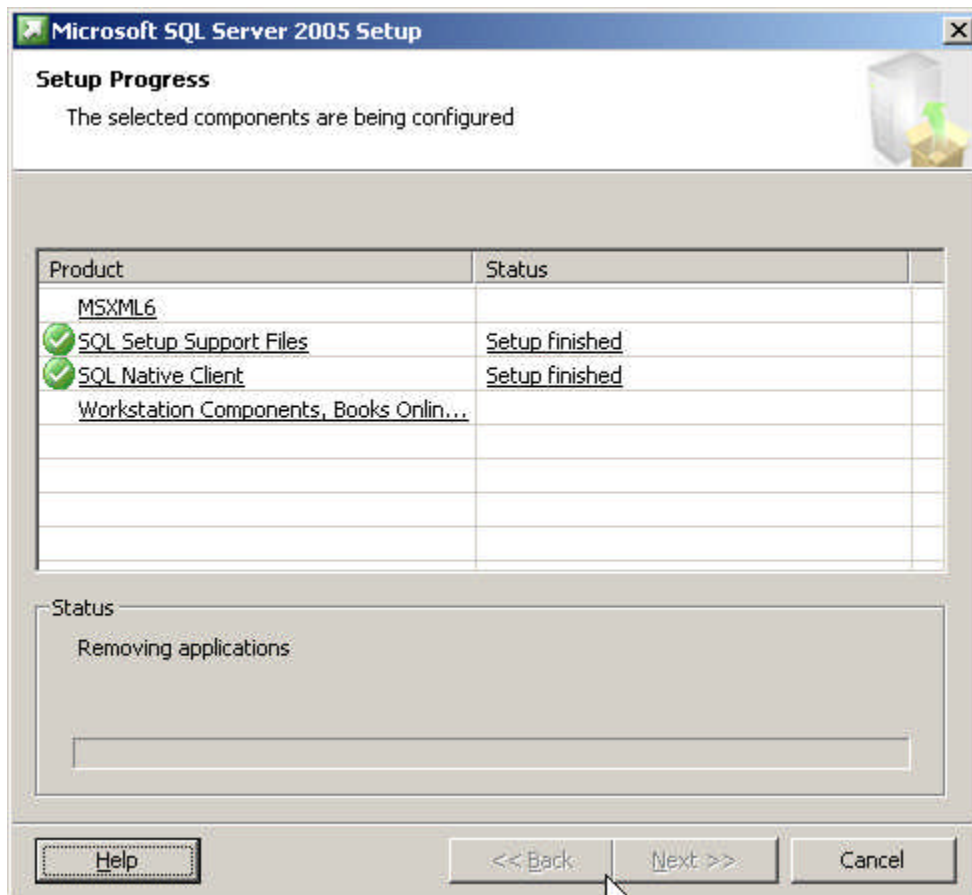 Microsoft SQL Server 2005 Setup
Setup Progress
The selected components are being configured
Product Status
MSXML6
SQL Setup Support Files Setup finished
SQL Native Client Setup finished
Workstation Components, Books Onlin...
Status
Removing applications
Help << Back Next >> Cancel